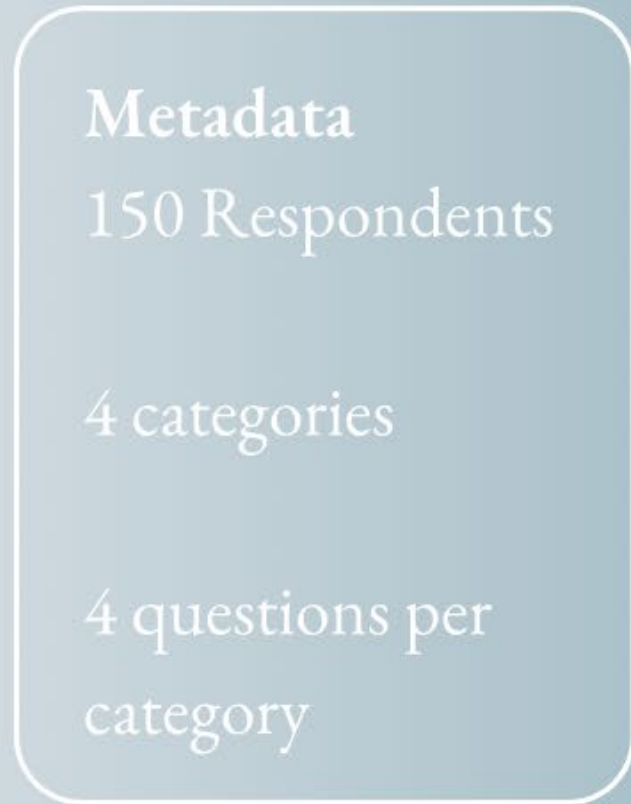 Metadata
150 Respondents
4 categories
4 questions per
category